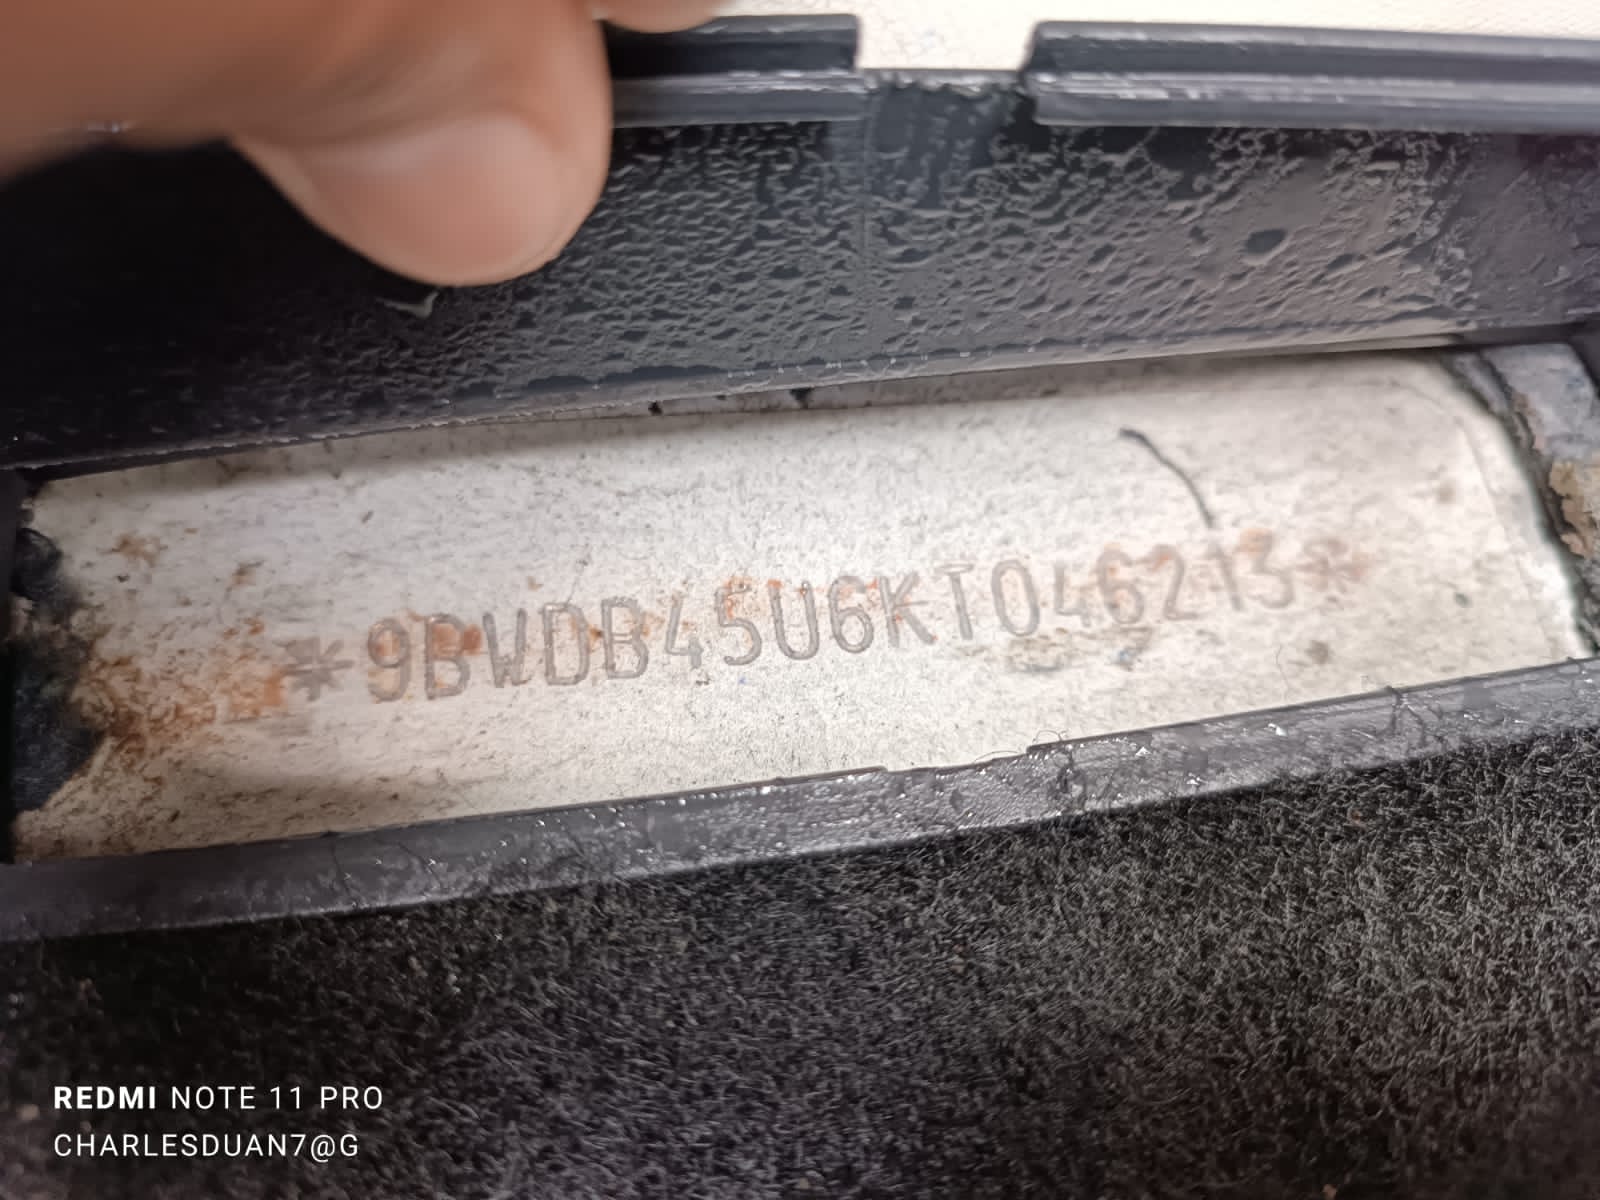 *9BWDB45U6KT046213*
REDMI NOTE 11 PRO
CHARLESDUAN7@G